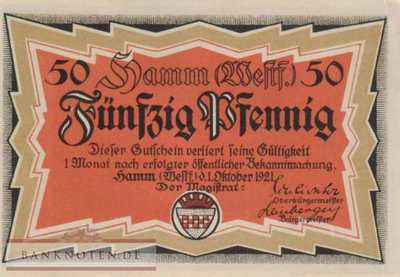 50 Hamm (Westf.) 50
Fünfzig Pfennig
Dieser Gutschein verliert seine Gültigkeit
1 Monat nach erfolgter öffentlicher Bekanntmachung.
Hamm (Westf.) d. 1. Oktober 1921
Der Magistrat:
Oberbürgermeister
Bürgermeister
BANKNOTEN.DE